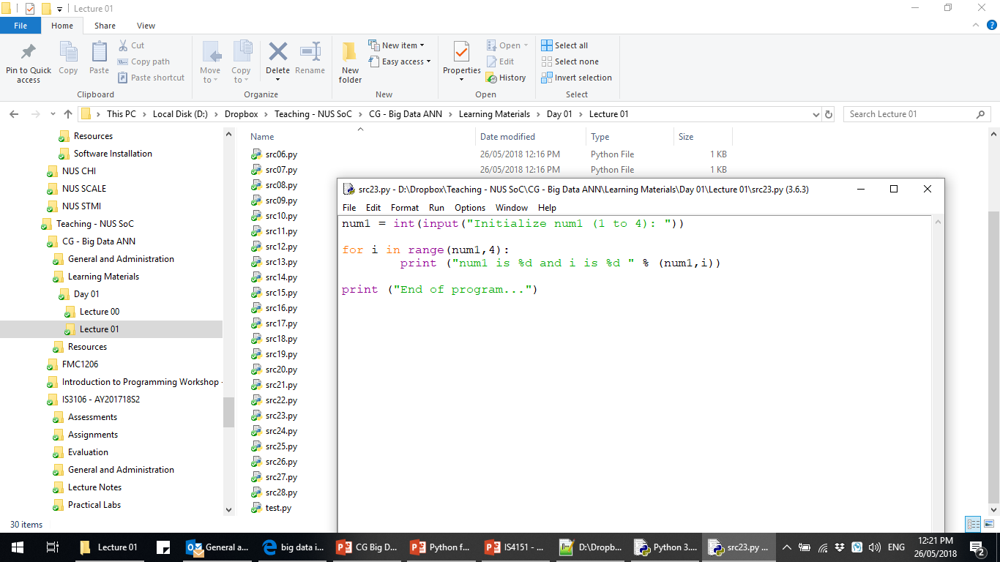 Lecture 01
File Home Share View
Pin to Quick access
Copy
Paste
Cut
Copy path
Paste shortcut
Clipboard
Move to
Copy to
Delete
Rename
Organize
New folder
New item
Easy access
New
Properties
Open
Edit
History
Open
Select all
Select none
Invert selection
Select
This PC > Local Disk (D:) > Dropbox > Teaching - NUS SoC > CG - Big Data ANN > Learning Materials > Day 01 > Lecture 01
Search Lecture 01
Resources
Software Installation
NUS CHI
NUS SCALE
NUS STMI
Teaching - NUS SoC
CG - Big Data ANN
General and Administration
Learning Materials
Day 01
Lecture 00
Lecture 01
Resources
FMC1206
Introduction to Programming Workshop -
IS3106 - AY201718S2
Assessments
Assignments
Evaluation
General and Administration
Lecture Notes
Practical Labs
Name Date modified Type Size
src06.py 26/05/2018 12:16 PM Python File 1 KB
src07.py 26/05/2018 12:16 PM Python File 1 KB
src08.py
src09.py
src10.py
src11.py
src12.py
src13.py
src14.py
src15.py
src16.py
src17.py
src18.py
src19.py
src20.py
src21.py
src22.py
src23.py
src24.py
src25.py
src26.py
src27.py
src28.py
test.py
src23.py - D:\Dropbox\Teaching - NUS SoC\CG - Big Data ANN\Learning Materials\Day 01\Lecture 01\src23.py (3.6.3)
File Edit Format Run Options Window Help
num1 = int(input("Initialize num1 (1 to 4): "))
for i in range(num1,4):
print ("num1 is %d and i is %d " % (num1,i))
print ("End of program...")
30 items
Lecture 01
General a...
big data i...
CG Big D...
Python f...
IS4151 - ...
D:\Dropb...
Python 3....
src23.py ...
ENG
12:21 PM
26/05/2018
2